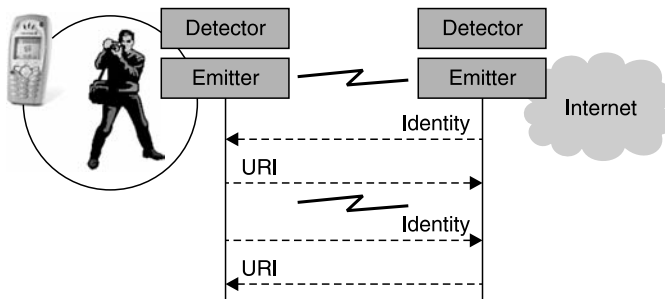 Detector
Detector
Emitter
Emitter
Internet
Identity
URI
Identity
URI